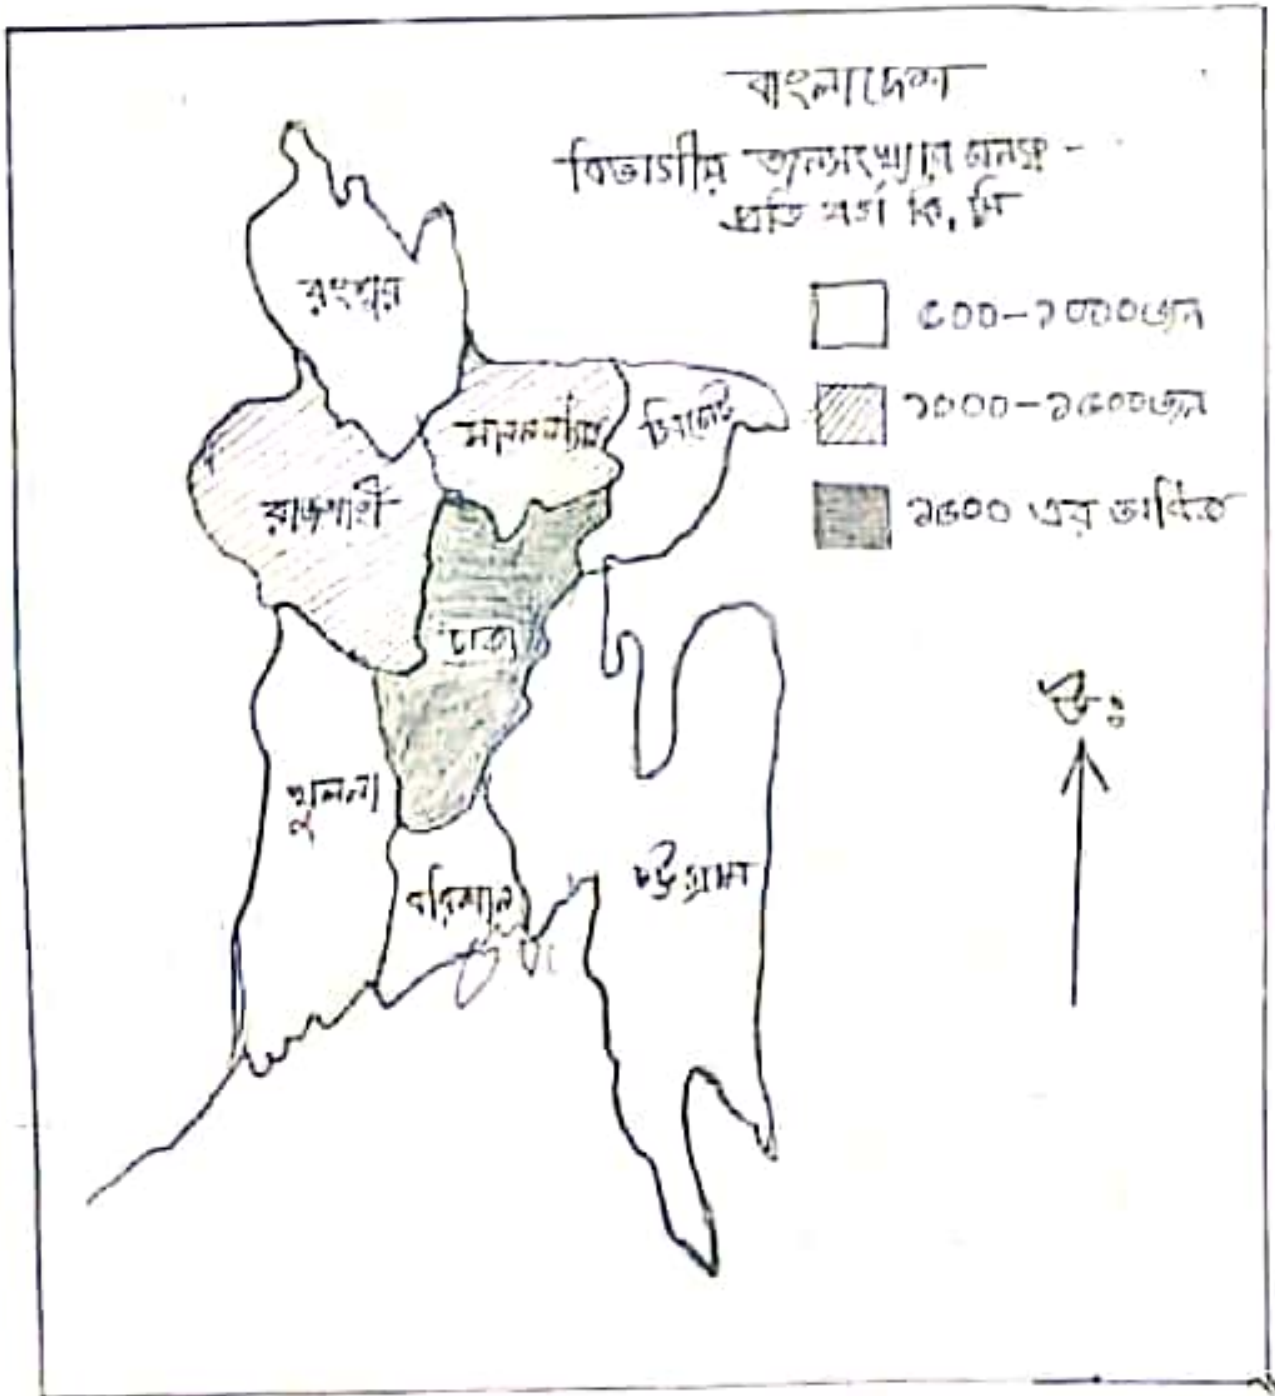 বাংলাদেশ
বিভাগীয় জনসংখ্যার ঘনত্ব -
প্রতি বর্গ কি. মি
৫০০-১০০০জন
১০০০-১৫০০জন
১৫০০ এর অধিক
রংপুর
ময়মনসিংহ
সিলেট
রাজশাহী
ঢাকা
উ:
খুলনা
বরিশাল
চট্টগ্রাম